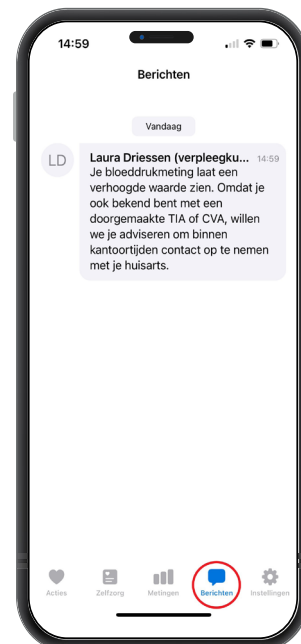 14:59
Berichten
Vandaag
LD
Laura Driessen (verpleegku... 14:59
Je bloeddrukmeting laat een
verhoogde waarde zien. Omdat je
ook bekend bent met een
doorgemaakte TIA of CVA, willen
we je adviseren om binnen
kantoortijden contact op te nemen
met je huisarts.
Acties Zelfzorg Metingen Berichten Instellingen